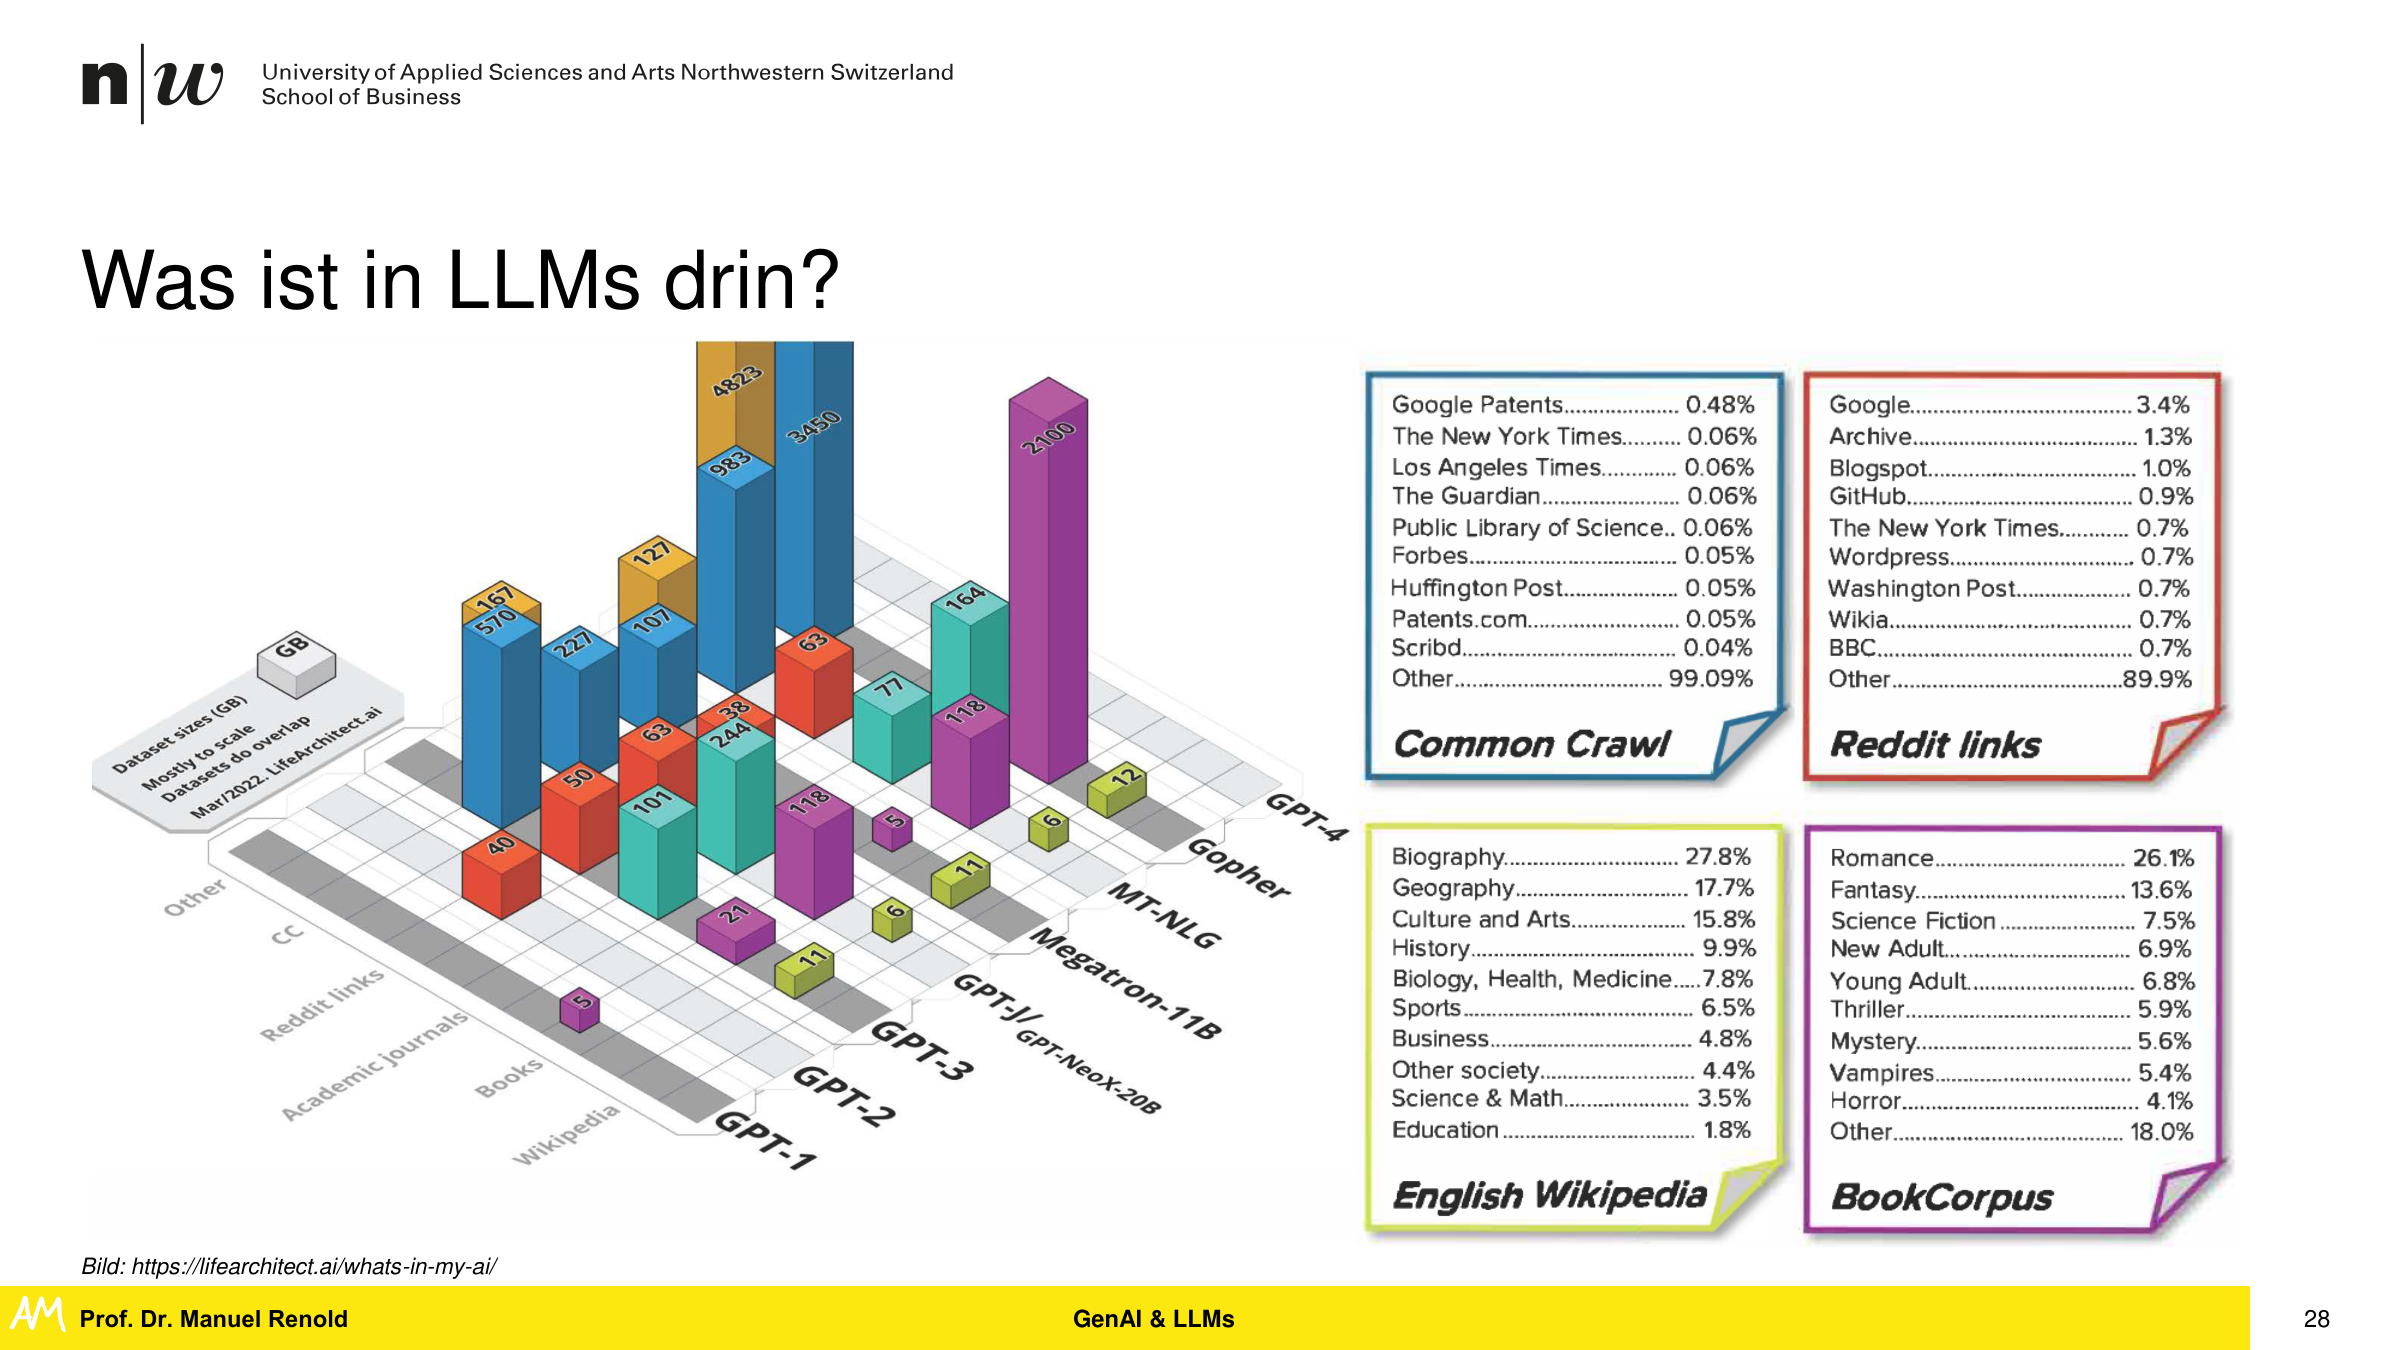 n|w
University of Applied Sciences and Arts Northwestern Switzerland
School of Business
Was ist in LLMs drin?
4823
3450
983
2100
127
107
167
570
227
164
63
77
118
38
63
244
50
101
118
40
5
12
6
11
6
21
11
5
GB
Dataset sizes (GB)
Mostly to scale
Datasets do overlap
Mar/2022. LifeArchitect.ai
Other
CC
Reddit links
Academic journals
Books
Wikipedia
GPT-4
Gopher
MT-NLG
Megatron-11B
GPT-J/GPT-NeoX-20B
GPT-3
GPT-2
GPT-1
Google Patents.................... 0.48%
The New York Times.......... 0.06%
Los Angeles Times............. 0.06%
The Guardian....................... 0.06%
Public Library of Science.. 0.06%
Forbes.................................. 0.05%
Huffington Post................... 0.05%
Patents.com......................... 0.05%
Scribd................................... 0.04%
Other.................................. 99.09%
Common Crawl
Google.................................... 3.4%
Archive..................................... 1.3%
Blogspot.................................. 1.0%
GitHub..................................... 0.9%
The New York Times............ 0.7%
Wordpress.............................. 0.7%
Washington Post................... 0.7%
Wikia........................................ 0.7%
BBC.......................................... 0.7%
Other.....................................89.9%
Reddit links
Biography............................. 27.8%
Geography............................. 17.7%
Culture and Arts................... 15.8%
History..................................... 9.9%
Biology, Health, Medicine.....7.8%
Sports...................................... 6.5%
Business.................................. 4.8%
Other society.......................... 4.4%
Science & Math..................... 3.5%
Education................................ 1.8%
English Wikipedia
Romance............................... 26.1%
Fantasy................................... 13.6%
Science Fiction...................... 7.5%
New Adult............................... 6.9%
Young Adult............................ 6.8%
Thriller...................................... 5.9%
Mystery.................................... 5.6%
Vampires................................. 5.4%
Horror....................................... 4.1%
Other....................................... 18.0%
BookCorpus
Bild: https://lifearchitect.ai/whats-in-my-ai/
AM Prof. Dr. Manuel Renold
GenAI & LLMs
28